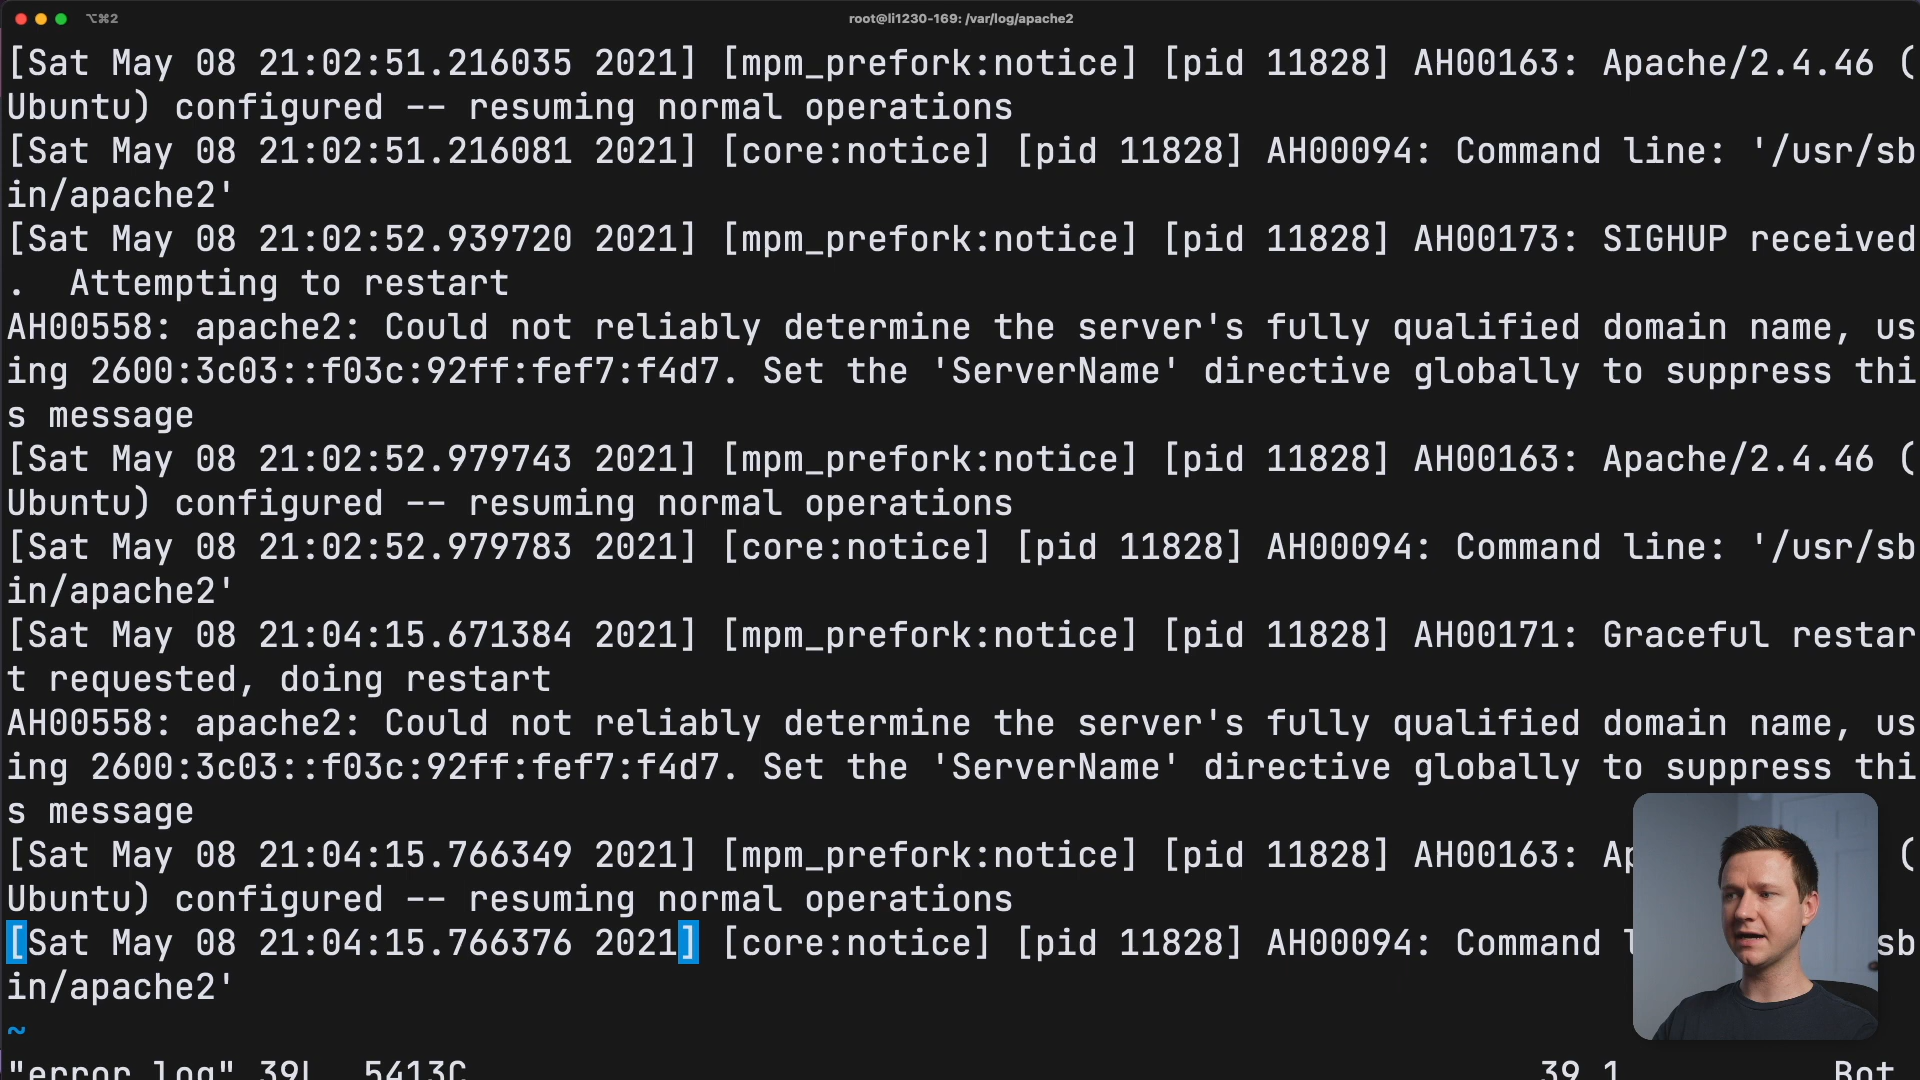 ⌥⌘2
root@li1230-169: /var/log/apache2
[Sat May 08 21:02:51.216035 2021] [mpm_prefork:notice] [pid 11828] AH00163: Apache/2.4.46 (
Ubuntu) configured -- resuming normal operations
[Sat May 08 21:02:51.216081 2021] [core:notice] [pid 11828] AH00094: Command line: '/usr/sb
in/apache2'
[Sat May 08 21:02:52.939720 2021] [mpm_prefork:notice] [pid 11828] AH00173: SIGHUP received
.  Attempting to restart
AH00558: apache2: Could not reliably determine the server's fully qualified domain name, us
ing 2600:3c03::f03c:92ff:fef7:f4d7. Set the 'ServerName' directive globally to suppress thi
s message
[Sat May 08 21:02:52.979743 2021] [mpm_prefork:notice] [pid 11828] AH00163: Apache/2.4.46 (
Ubuntu) configured -- resuming normal operations
[Sat May 08 21:02:52.979783 2021] [core:notice] [pid 11828] AH00094: Command line: '/usr/sb
in/apache2'
[Sat May 08 21:04:15.671384 2021] [mpm_prefork:notice] [pid 11828] AH00171: Graceful restar
t requested, doing restart
AH00558: apache2: Could not reliably determine the server's fully qualified domain name, us
ing 2600:3c03::f03c:92ff:fef7:f4d7. Set the 'ServerName' directive globally to suppress thi
s message
[Sat May 08 21:04:15.766349 2021] [mpm_prefork:notice] [pid 11828] AH00163: (
Ubuntu) configured -- resuming normal operations
[Sat May 08 21:04:15.766376 2021] [core:notice] [pid 11828] AH00094: Command sb
in/apache2'
~
"error.log" 39L, 5413C 39,1 Bot